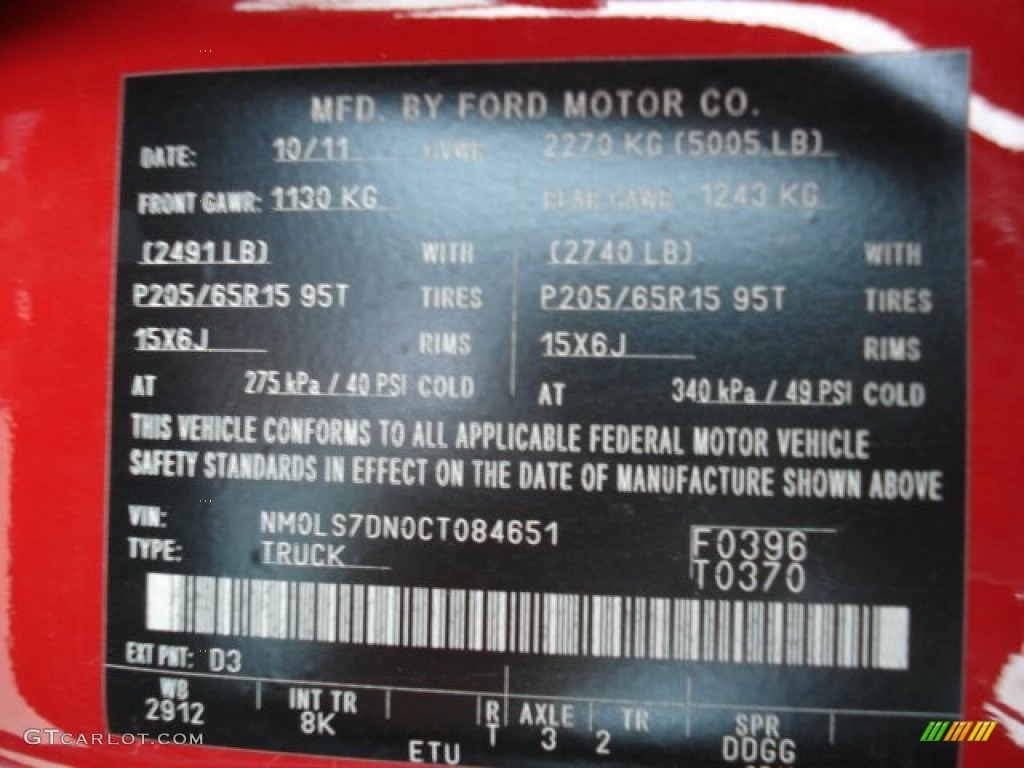 MFD. BY FORD MOTOR CO.
DATE: 10/11 GVWR: 2270 KG (5005 LB)
FRONT GAWR: 1130 KG REAR GAWR: 1243 KG
(2491 LB) WITH (2740 LB) WITH
P205/65R15 95T TIRES P205/65R15 95T TIRES
15X6J RIMS 15X6J RIMS
AT 275 kPa / 40 PSI COLD AT 340 kPa / 49 PSI COLD
THIS VEHICLE CONFORMS TO ALL APPLICABLE FEDERAL MOTOR VEHICLE
SAFETY STANDARDS IN EFFECT ON THE DATE OF MANUFACTURE SHOWN ABOVE
VIN: NM0LS7DN0CT084651
TYPE: TRUCK
F0396
T0370
EXT PNT: D3
WB INT TR R AXLE TR SPR
2912 8K T 3 2 DDGG
ETU
GTcarlot.com